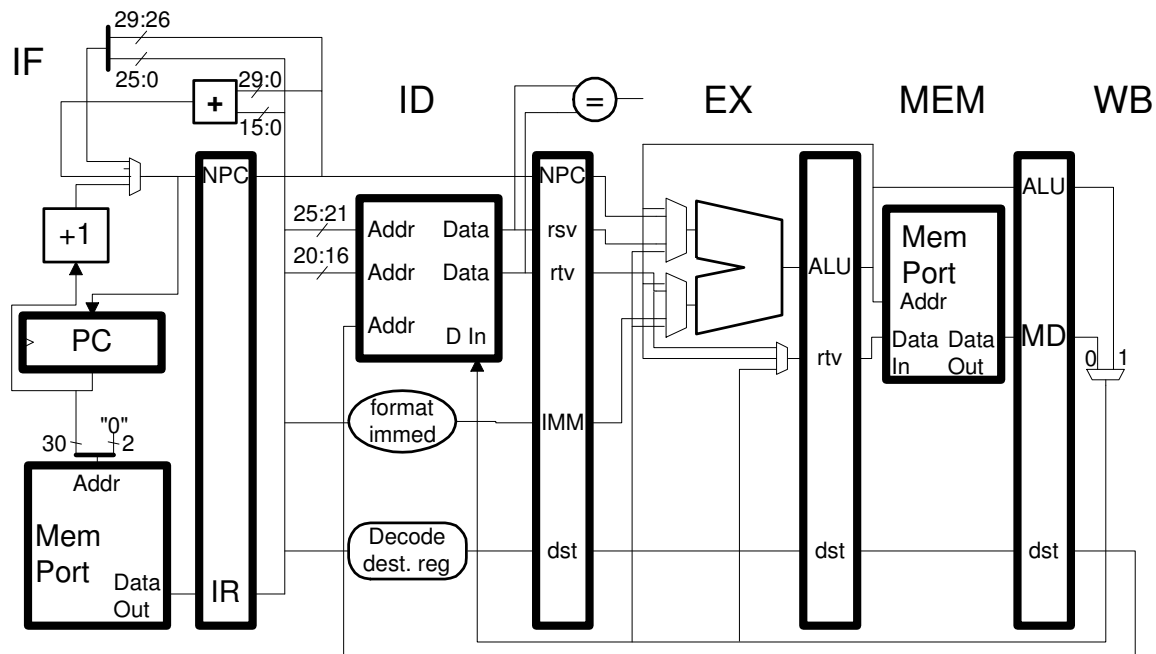 29:26
25:0
IF
+
29:0
15:0
ID
=
EX
MEM
WB
NPC
NPC
ALU
25:21
Addr
Data
rsv
20:16
Addr
Data
rtv
+1
ALU
Mem
Port
Addr
Addr
D In
PC
Data
In
Data
Out
MD
rtv
0
1
format
immed
IMM
"0"
30
2
Addr
Mem
Port
Data
Out
IR
Decode
dest. reg
dst
dst
dst